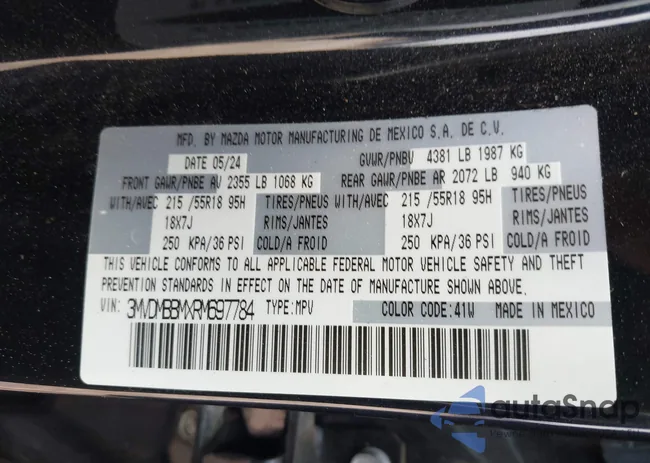 MFD. BY MAZDA MOTOR MANUFACTURING DE MEXICO S.A. DE C.V.
DATE 05/24 GVWR/PNBV 4381 LB 1987 KG
FRONT GAWR/PNBE AV 2355 LB 1068 KG REAR GAWR/PNBE AR 2072 LB 940 KG
WITH/AVEC 215 /55R18 95H TIRES/PNEUS WITH/AVEC 215 /55R18 95H TIRES/PNEUS
18X7J RIMS/JANTES 18X7J RIMS/JANTES
250 KPA/36 PSI COLD/A FROID 250 KPA/36 PSI COLD/A FROID
THIS VEHICLE CONFORMS TO ALL APPLICABLE FEDERAL MOTOR VEHICLE SAFETY AND THEFT
PREVENTION STANDARDS IN EFFECT ON THE DATE OF MANUFACTURE SHOWN ABOVE.
VIN: 3MVDMBBMXRM697784 TYPE:MPV COLOR CODE:41W MADE IN MEXICO
autoSnap